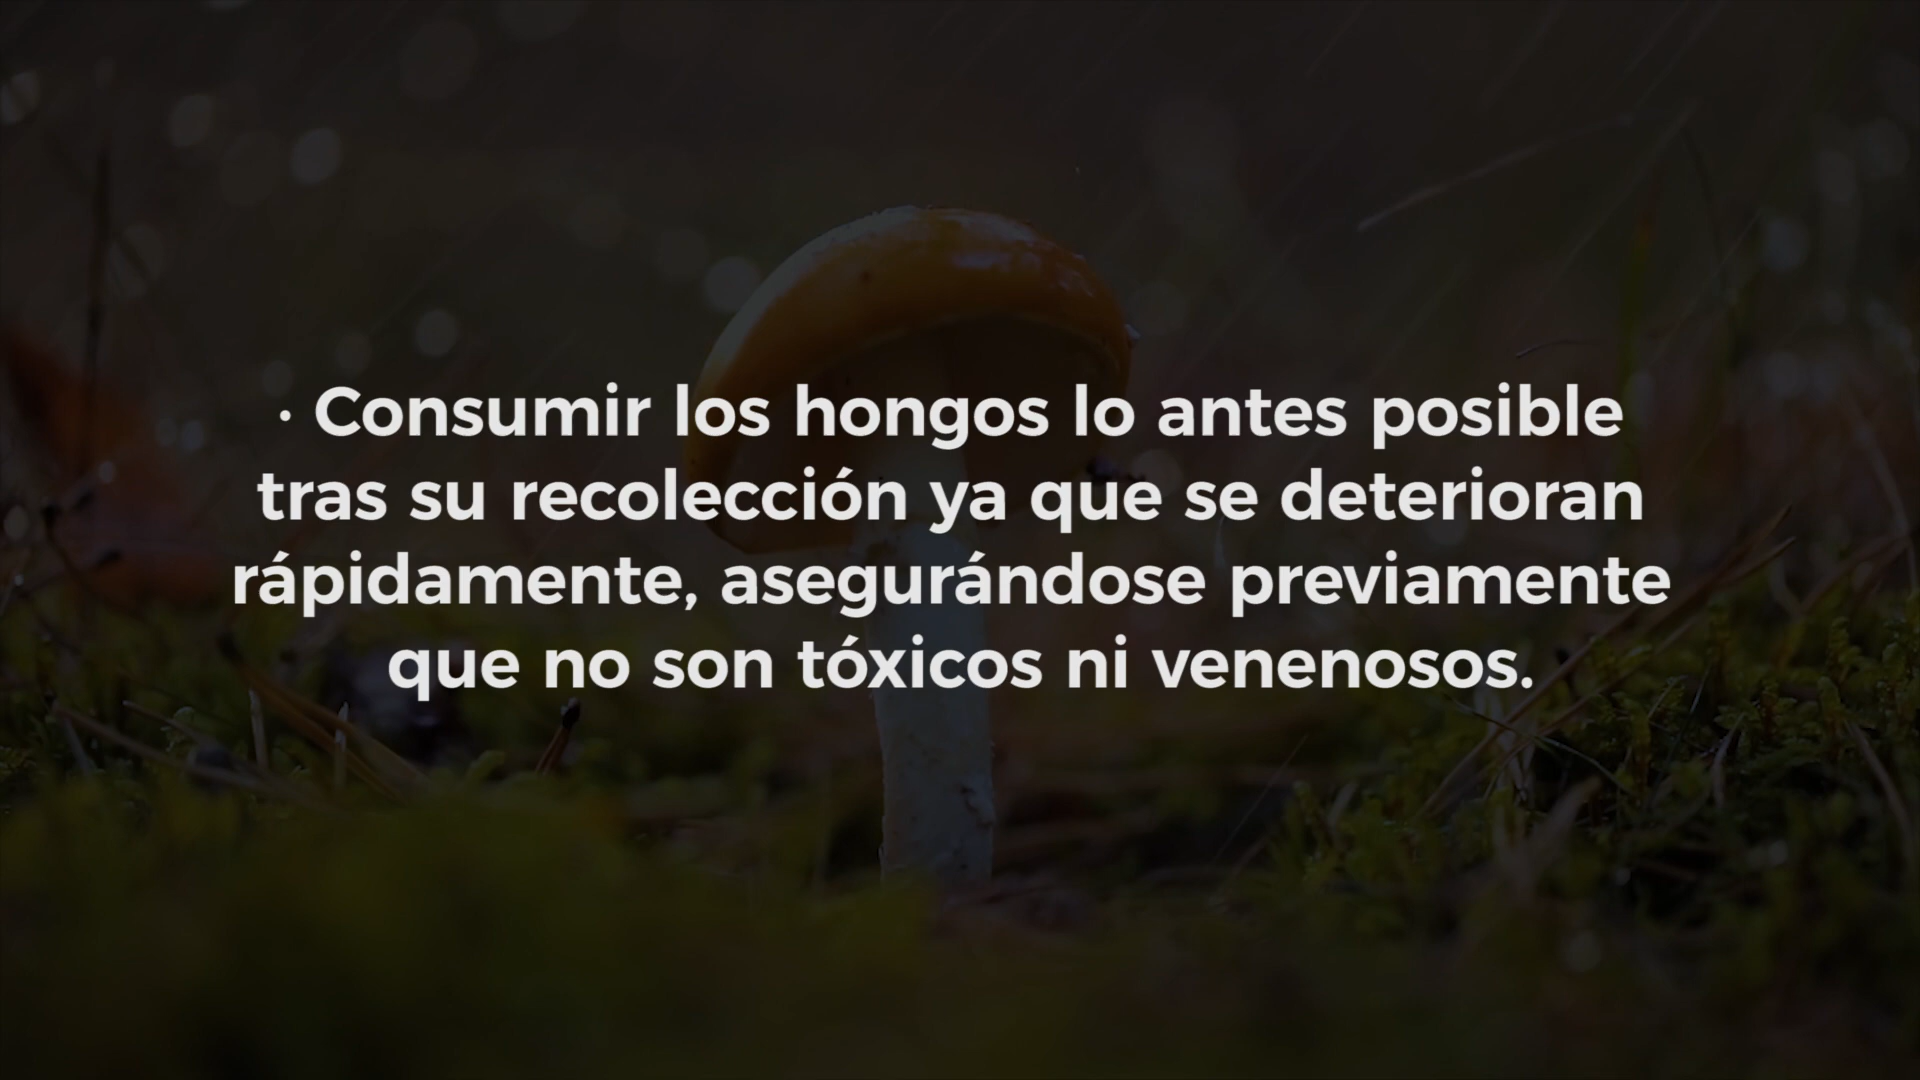 · Consumir los hongos lo antes posible
tras su recolección ya que se deterioran
rápidamente, asegurándose previamente
que no son tóxicos ni venenosos.